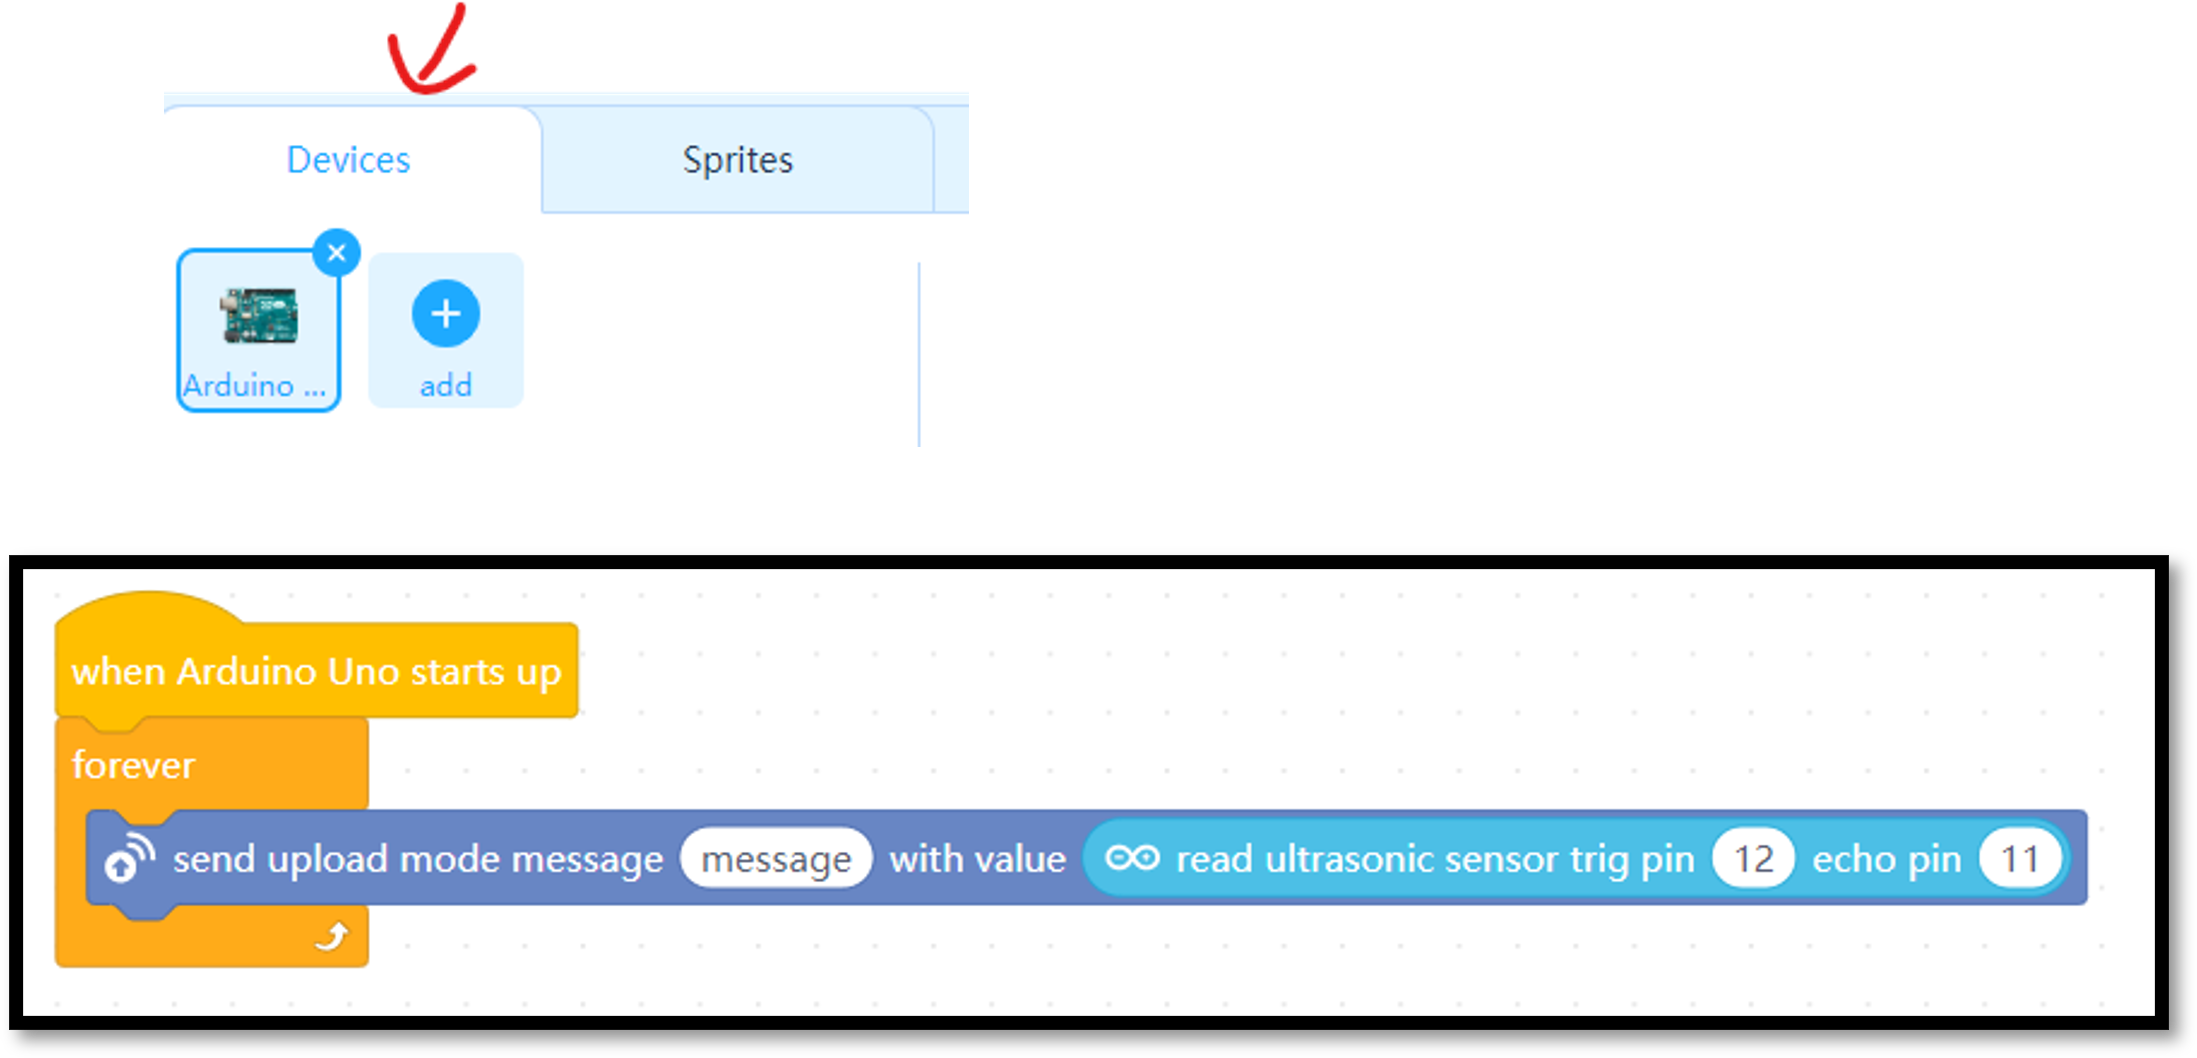 Devices
Sprites
Arduino ...
add
when Arduino Uno starts up
forever
send upload mode message message with value read ultrasonic sensor trig pin 12 echo pin 11